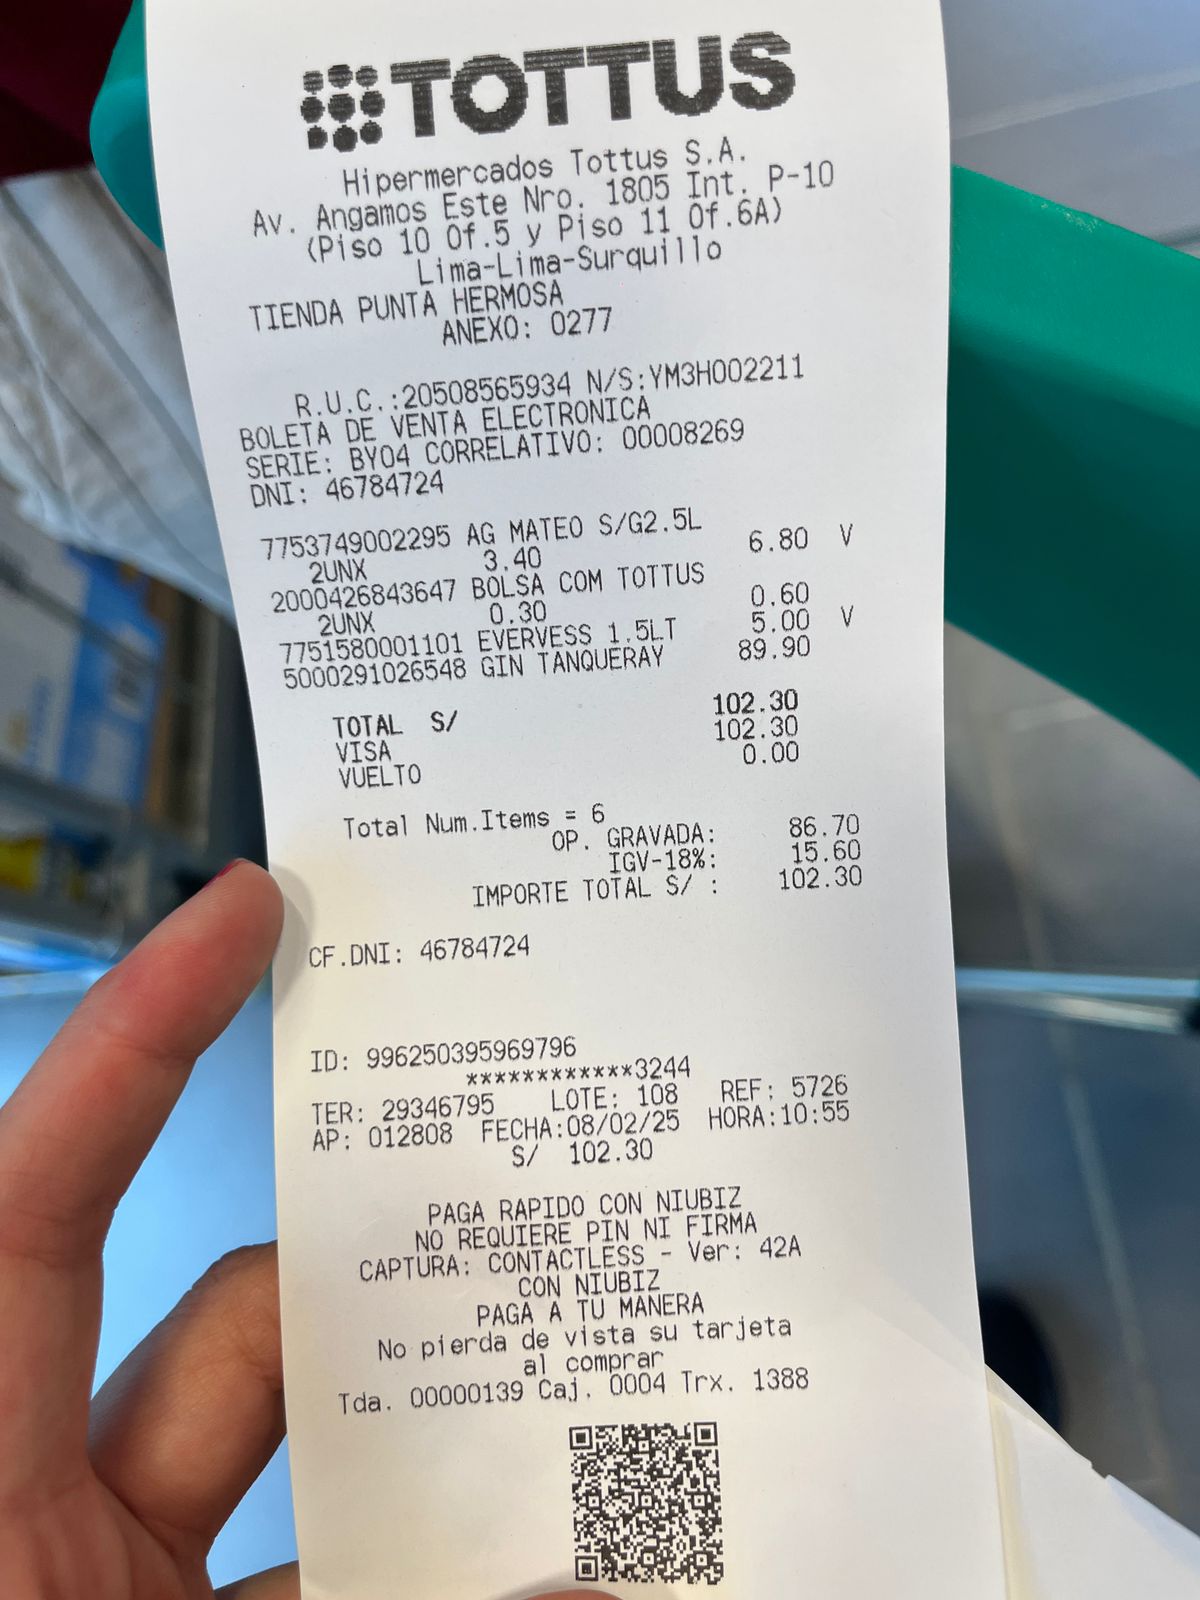 TOTTUS
Hipermercados Tottus S.A.
Av. Angamos Este Nro. 1805 Int. P-10
(Piso 10 Of.5 y Piso 11 Of.6A)
Lima-Lima-Surquillo
TIENDA PUNTA HERMOSA
ANEXO: 0277
R.U.C.:20508565934 N/S:YM3H002211
BOLETA DE VENTA ELECTRONICA
SERIE: BY04 CORRELATIVO: 00008269
DNI: 46784724
7753749002295 AG MATEO S/G2.5L 6.80 V
2UNX 3.40
2000426843647 BOLSA COM TOTTUS 0.60
2UNX 0.30
7751580001101 EVERVESS 1.5LT 5.00 V
5000291026548 GIN TANQUERAY 89.90
TOTAL S/ 102.30
VISA 102.30
VUELTO 0.00
Total Num.Items = 6
OP. GRAVADA: 86.70
IGV-18%: 15.60
IMPORTE TOTAL S/ : 102.30
CF.DNI: 46784724
ID: 996250395969796
************3244
TER: 29346795 LOTE: 108 REF: 5726
AP: 012808 FECHA:08/02/25 HORA:10:55
S/ 102.30
PAGA RAPIDO CON NIUBIZ
NO REQUIERE PIN NI FIRMA
CAPTURA: CONTACTLESS - Ver: 42A
CON NIUBIZ
PAGA A TU MANERA
No pierda de vista su tarjeta
al comprar
Tda. 00000139 Caj. 0004 Trx. 1388